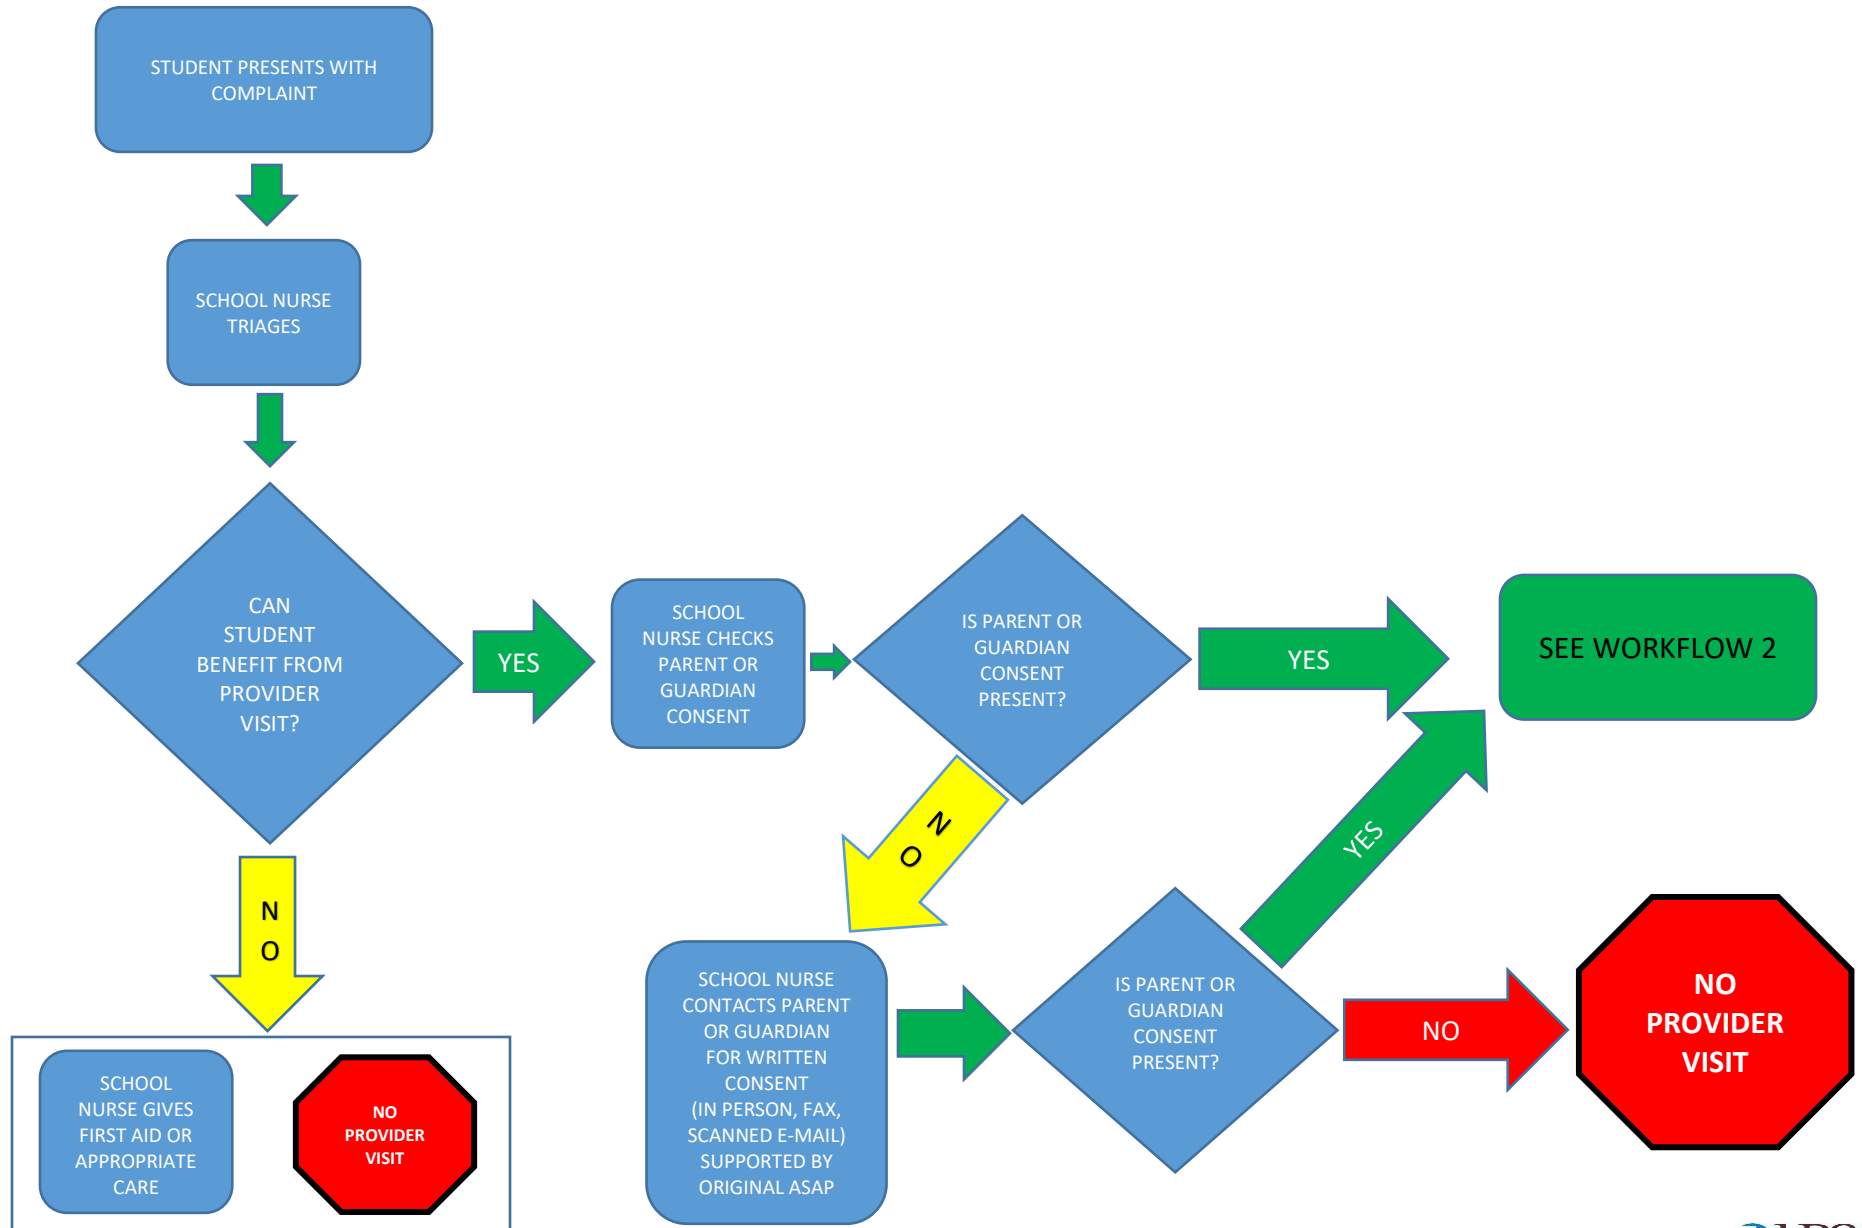 STUDENT PRESENTS WITH
COMPLAINT
SCHOOL NURSE
TRIAGES
CAN
STUDENT
BENEFIT FROM
PROVIDER
VISIT?
YES
SCHOOL
NURSE CHECKS
PARENT OR
GUARDIAN
CONSENT
IS PARENT OR
GUARDIAN
CONSENT
PRESENT?
YES
SEE WORKFLOW 2
N
O
N
O
YES
SCHOOL NURSE
CONTACTS PARENT
OR GUARDIAN
FOR WRITTEN
CONSENT
(IN PERSON, FAX,
SCANNED E-MAIL)
SUPPORTED BY
ORIGINAL ASAP
IS PARENT OR
GUARDIAN
CONSENT
PRESENT?
NO
NO
PROVIDER
VISIT
SCHOOL
NURSE GIVES
FIRST AID OR
APPROPRIATE
CARE
NO
PROVIDER
VISIT